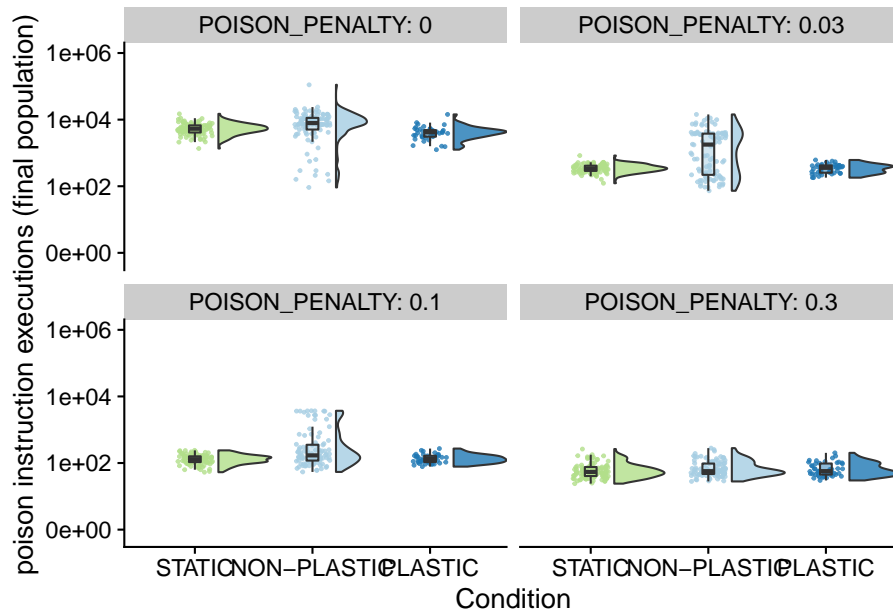 poison instruction executions (final population)
POISON_PENALTY: 0
POISON_PENALTY: 0.03
1e+06
1e+04
1e+02
0e+00
POISON_PENALTY: 0.1
POISON_PENALTY: 0.3
1e+06
1e+04
1e+02
0e+00
STATIC NON−PLASTIC PLASTIC STATIC NON−PLASTIC PLASTIC
Condition